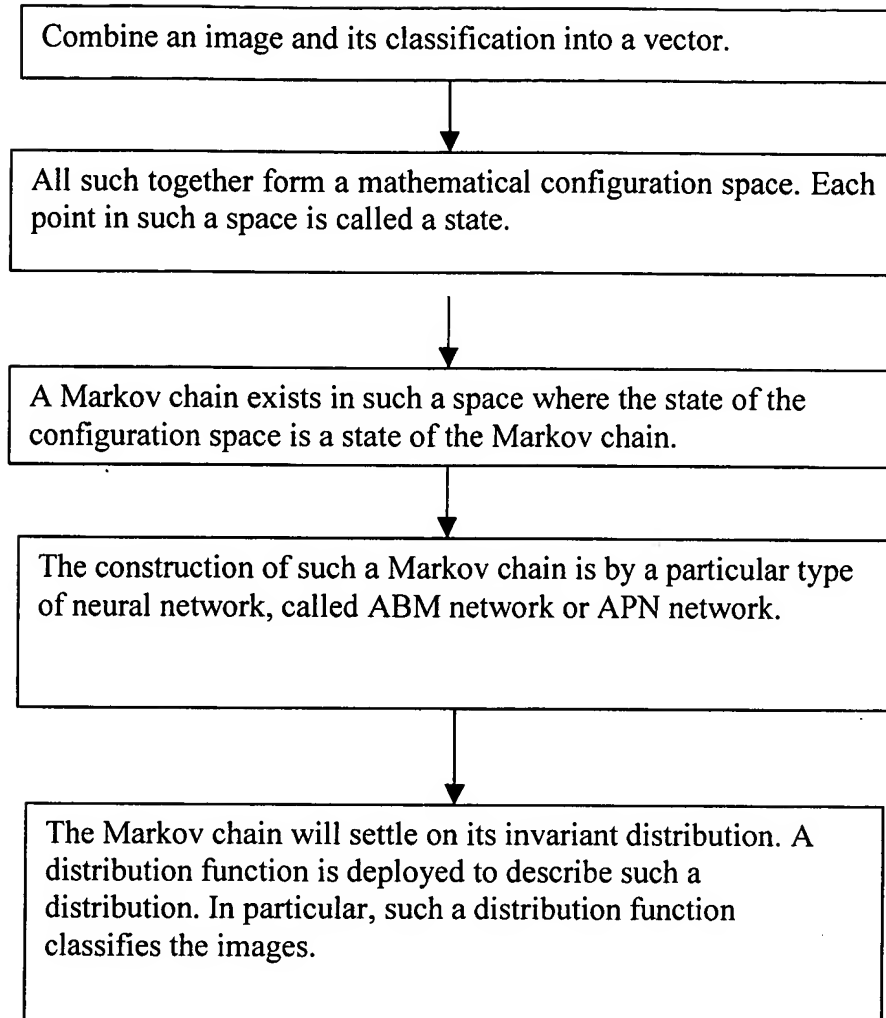 Combine an image and its classification into a vector.
All such together form a mathematical configuration space. Each
point in such a space is called a state.
A Markov chain exists in such a space where the state of the
configuration space is a state of the Markov chain.
The construction of such a Markov chain is by a particular type
of neural network, called ABM network or APN network.
The Markov chain will settle on its invariant distribution. A
distribution function is deployed to describe such a
distribution. In particular, such a distribution function
classifies the images.